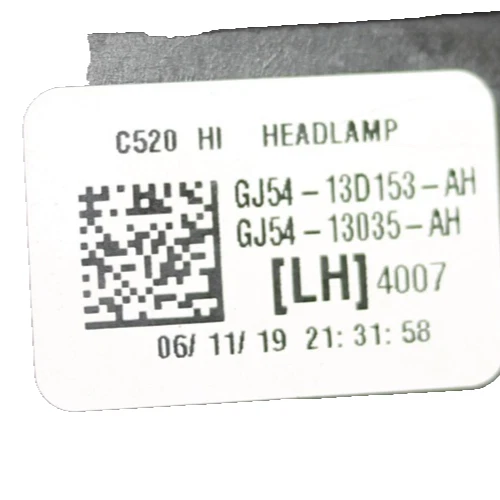 C520 HI HEADLAMP
GJ54-13D153-AH
GJ54-13035-AH
[LH] 4007
06/11/19 21:31:58